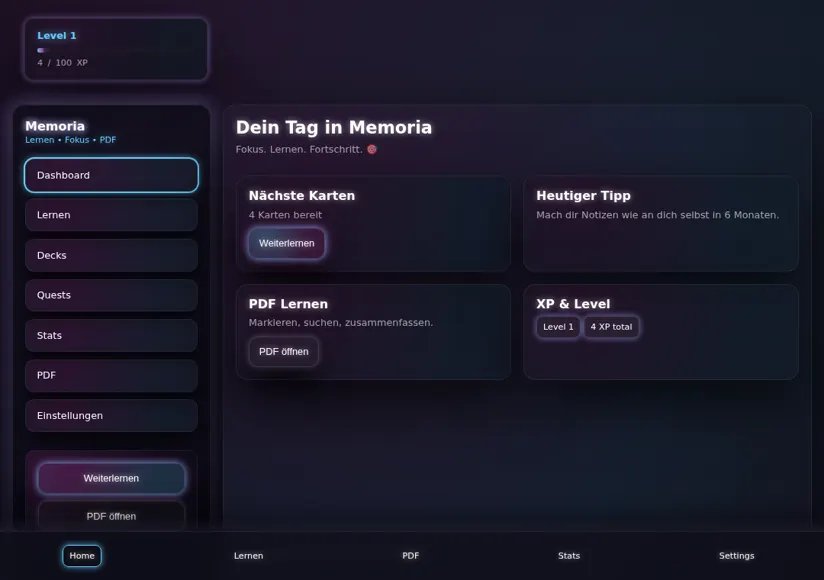 Level 1
4 / 100 XP
Memoria
Lernen • Fokus • PDF
Dashboard
Lernen
Decks
Quests
Stats
PDF
Einstellungen
Weiterlernen
PDF öffnen
Dein Tag in Memoria
Fokus. Lernen. Fortschritt. 🎯
Nächste Karten
4 Karten bereit
Weiterlernen
Heutiger Tipp
Mach dir Notizen wie an dich selbst in 6 Monaten.
PDF Lernen
Markieren, suchen, zusammenfassen.
PDF öffnen
XP & Level
Level 1 4 XP total
Home Lernen PDF Stats Settings